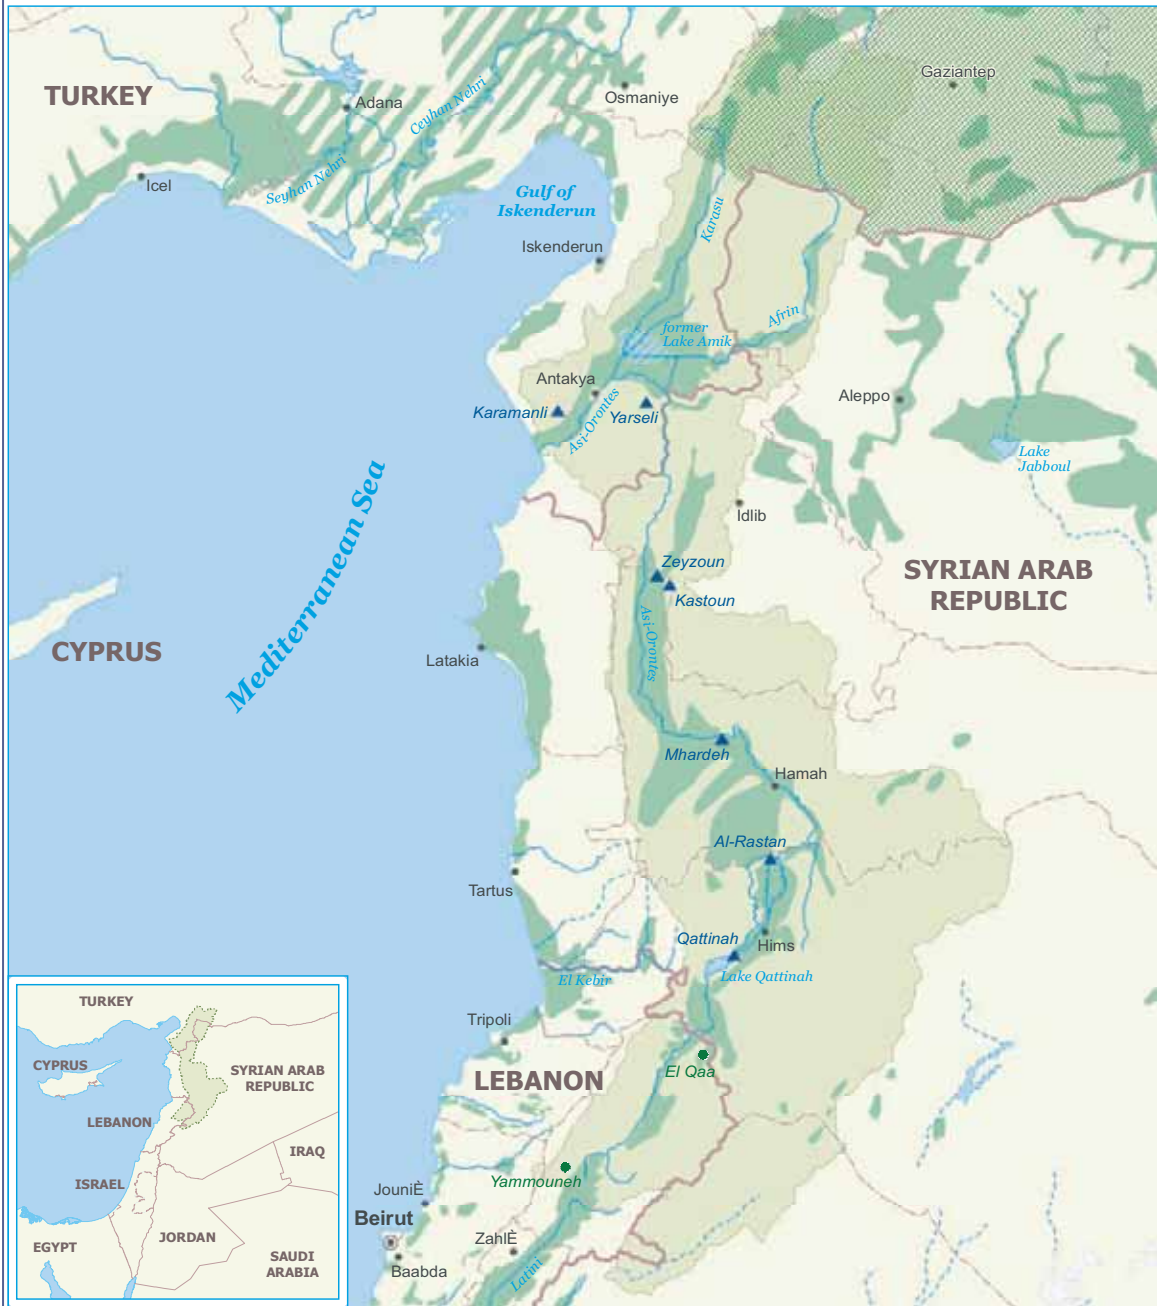 TURKEY
Adana
Ceyhan Nehri
Osmaniye
Gaziantep
Seyhan Nehri
Icel
Gulf of
Iskenderun
Iskenderun
Karasu
Afrin
former
Lake Amik
Antakya
Karamanli
Asi-Orontes
Yarseli
Aleppo
Lake
Jabboul
Mediterranean Sea
Idlib
Zeyzoun
Kastoun
SYRIAN ARAB
REPUBLIC
CYPRUS
Latakia
Asi-Orontes
Mhardeh
Hamah
Al-Rastan
Tartus
Qattinah
Hims
Lake Qattinah
El Kebir
Tripoli
LEBANON
El Qaa
Yammouneh
JouniÈ
Beirut
ZahlÈ
Baabda
Latini
TURKEY
CYPRUS
SYRIAN ARAB
REPUBLIC
LEBANON
IRAQ
ISRAEL
JORDAN
EGYPT
SAUDI
ARABIA